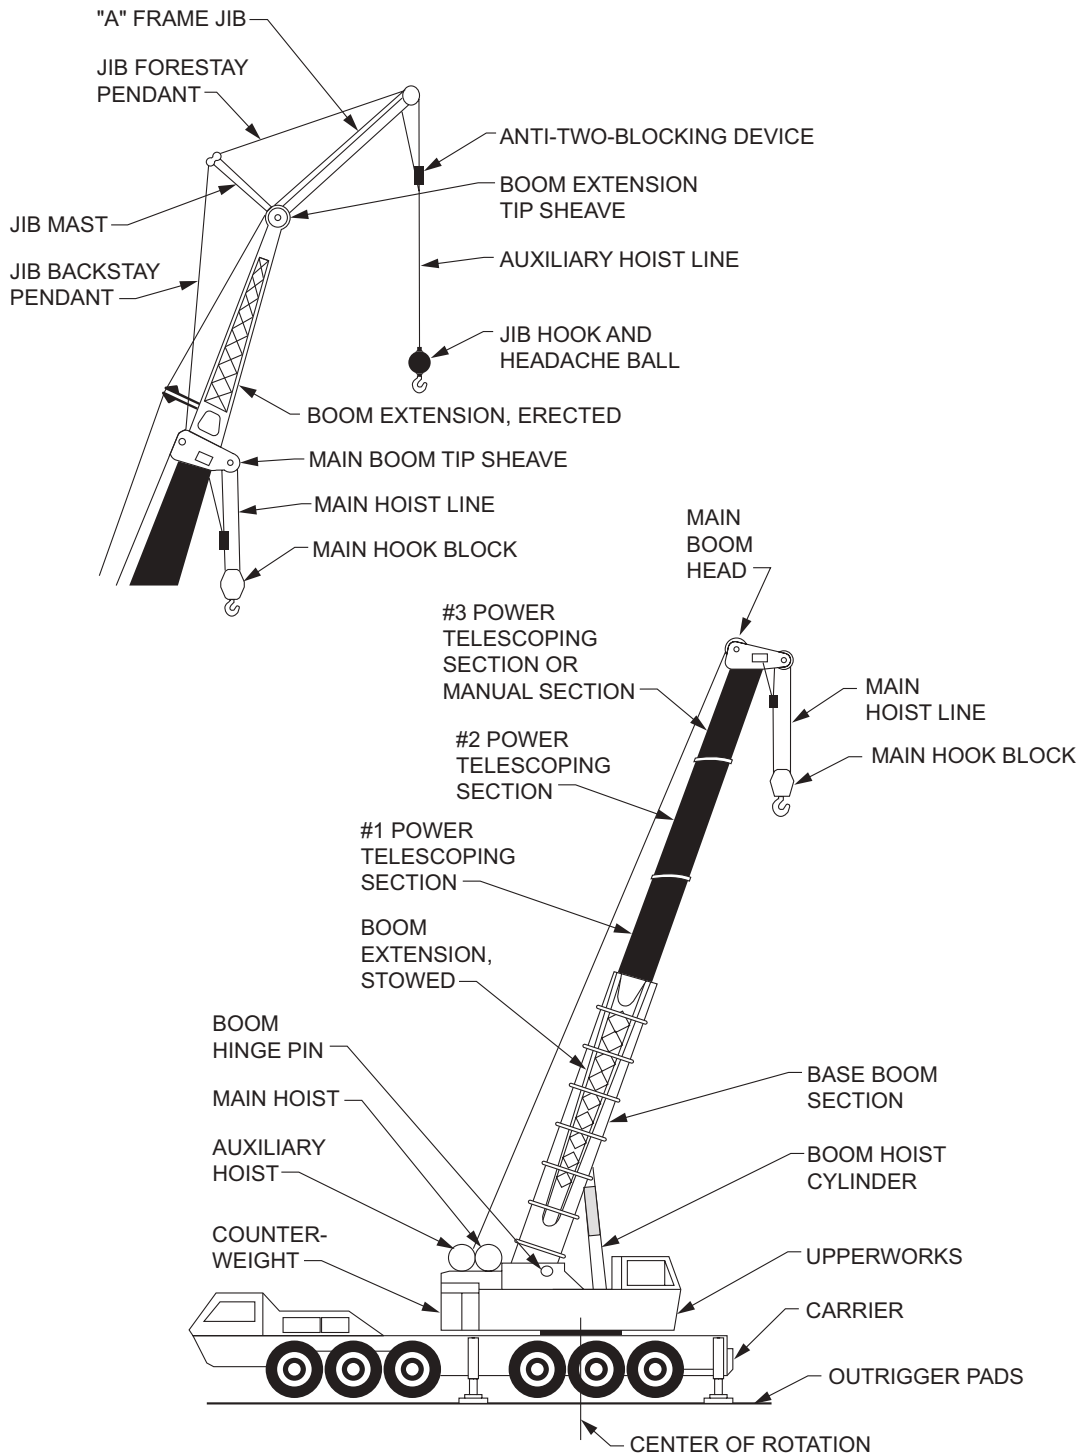 "A" FRAME JIB
JIB FORESTAY
PENDANT
ANTI-TWO-BLOCKING DEVICE
BOOM EXTENSION
TIP SHEAVE
JIB MAST
AUXILIARY HOIST LINE
JIB BACKSTAY
PENDANT
JIB HOOK AND
HEADACHE BALL
BOOM EXTENSION, ERECTED
MAIN BOOM TIP SHEAVE
MAIN HOIST LINE
MAIN HOOK BLOCK
MAIN
BOOM
HEAD
#3 POWER
TELESCOPING
SECTION OR
MANUAL SECTION
MAIN
HOIST LINE
#2 POWER
TELESCOPING
SECTION
MAIN HOOK BLOCK
#1 POWER
TELESCOPING
SECTION
BOOM
EXTENSION,
STOWED
BOOM
HINGE PIN
BASE BOOM
SECTION
MAIN HOIST
AUXILIARY
HOIST
BOOM HOIST
CYLINDER
COUNTER-
WEIGHT
UPPERWORKS
CARRIER
OUTRIGGER PADS
CENTER OF ROTATION